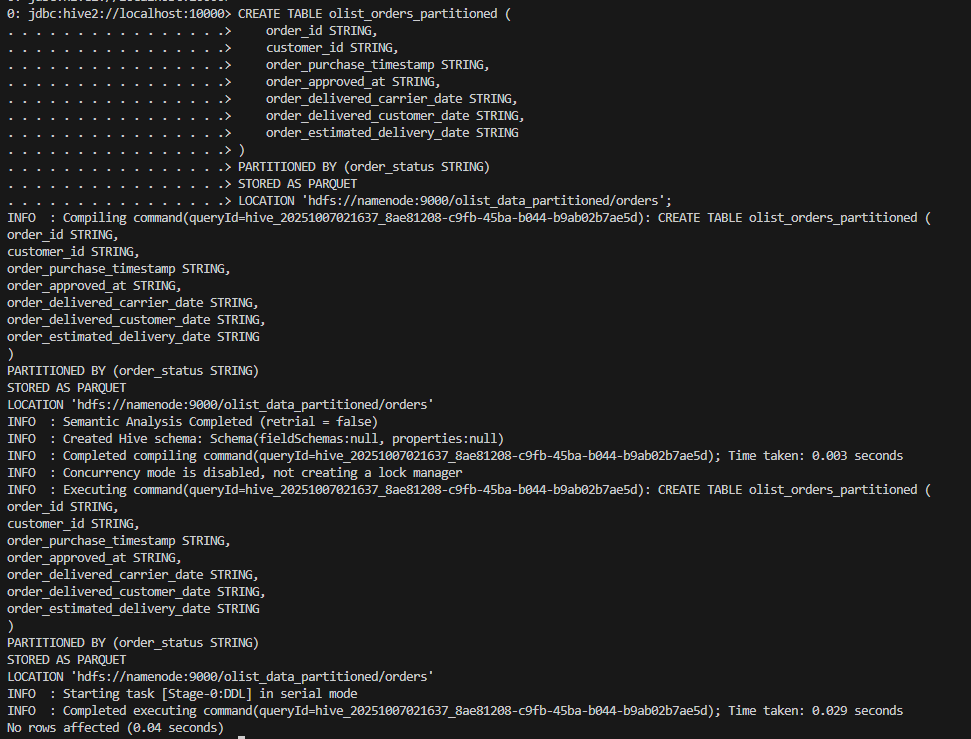 0: jdbc:hive2://localhost:10000> CREATE TABLE olist_orders_partitioned (
. . . . . . . . . . . . . . . .>     order_id STRING,
. . . . . . . . . . . . . . . .>     customer_id STRING,
. . . . . . . . . . . . . . . .>     order_purchase_timestamp STRING,
. . . . . . . . . . . . . . . .>     order_approved_at STRING,
. . . . . . . . . . . . . . . .>     order_delivered_carrier_date STRING,
. . . . . . . . . . . . . . . .>     order_delivered_customer_date STRING,
. . . . . . . . . . . . . . . .>     order_estimated_delivery_date STRING
. . . . . . . . . . . . . . . .> )
. . . . . . . . . . . . . . . .> PARTITIONED BY (order_status STRING)
. . . . . . . . . . . . . . . .> STORED AS PARQUET
. . . . . . . . . . . . . . . .> LOCATION 'hdfs://namenode:9000/olist_data_partitioned/orders';
INFO  : Compiling command(queryId=hive_20251007021637_8ae81208-c9fb-45ba-b044-b9ab02b7ae5d): CREATE TABLE olist_orders_partitioned (
order_id STRING,
customer_id STRING,
order_purchase_timestamp STRING,
order_approved_at STRING,
order_delivered_carrier_date STRING,
order_delivered_customer_date STRING,
order_estimated_delivery_date STRING
)
PARTITIONED BY (order_status STRING)
STORED AS PARQUET
LOCATION 'hdfs://namenode:9000/olist_data_partitioned/orders'
INFO  : Semantic Analysis Completed (retrial = false)
INFO  : Created Hive schema: Schema(fieldSchemas:null, properties:null)
INFO  : Completed compiling command(queryId=hive_20251007021637_8ae81208-c9fb-45ba-b044-b9ab02b7ae5d); Time taken: 0.003 seconds
INFO  : Concurrency mode is disabled, not creating a lock manager
INFO  : Executing command(queryId=hive_20251007021637_8ae81208-c9fb-45ba-b044-b9ab02b7ae5d): CREATE TABLE olist_orders_partitioned (
order_id STRING,
customer_id STRING,
order_purchase_timestamp STRING,
order_approved_at STRING,
order_delivered_carrier_date STRING,
order_delivered_customer_date STRING,
order_estimated_delivery_date STRING
)
PARTITIONED BY (order_status STRING)
STORED AS PARQUET
LOCATION 'hdfs://namenode:9000/olist_data_partitioned/orders'
INFO  : Starting task [Stage-0:DDL] in serial mode
INFO  : Completed executing command(queryId=hive_20251007021637_8ae81208-c9fb-45ba-b044-b9ab02b7ae5d); Time taken: 0.029 seconds
No rows affected (0.04 seconds)